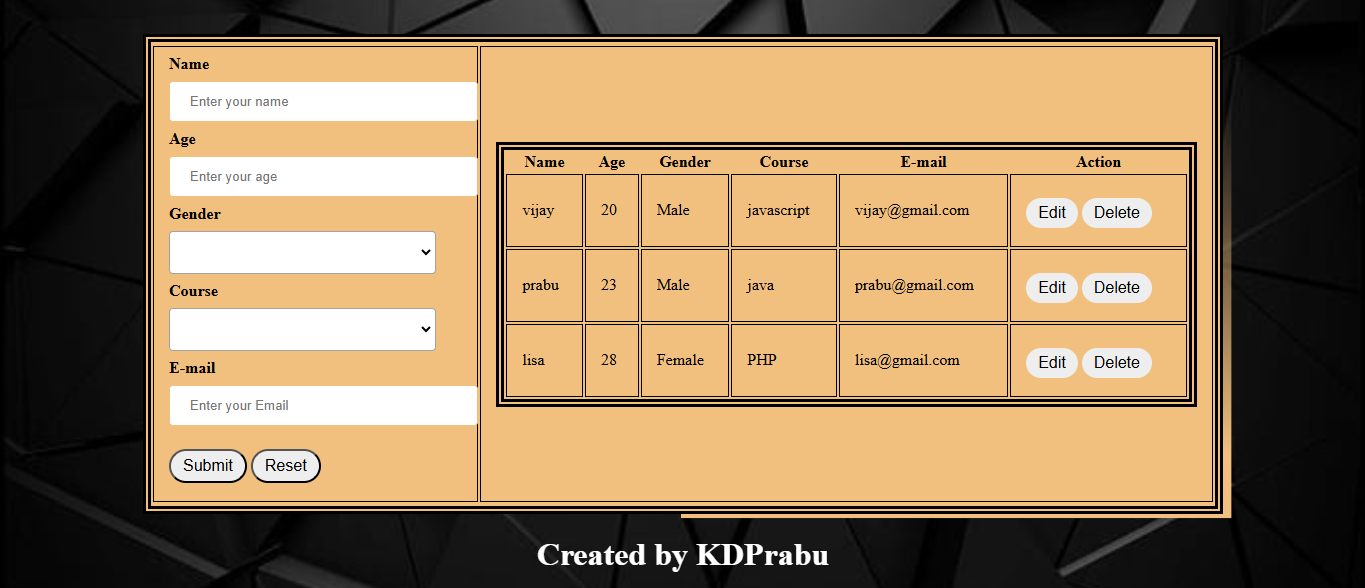 Name
Enter your name
Age
Enter your age
Gender
Course
E-mail
Enter your Email
Submit Reset
Name Age Gender Course E-mail Action
vijay 20 Male javascript vijay@gmail.com Edit Delete
prabu 23 Male java prabu@gmail.com Edit Delete
lisa 28 Female PHP lisa@gmail.com Edit Delete
Created by KDPrabu